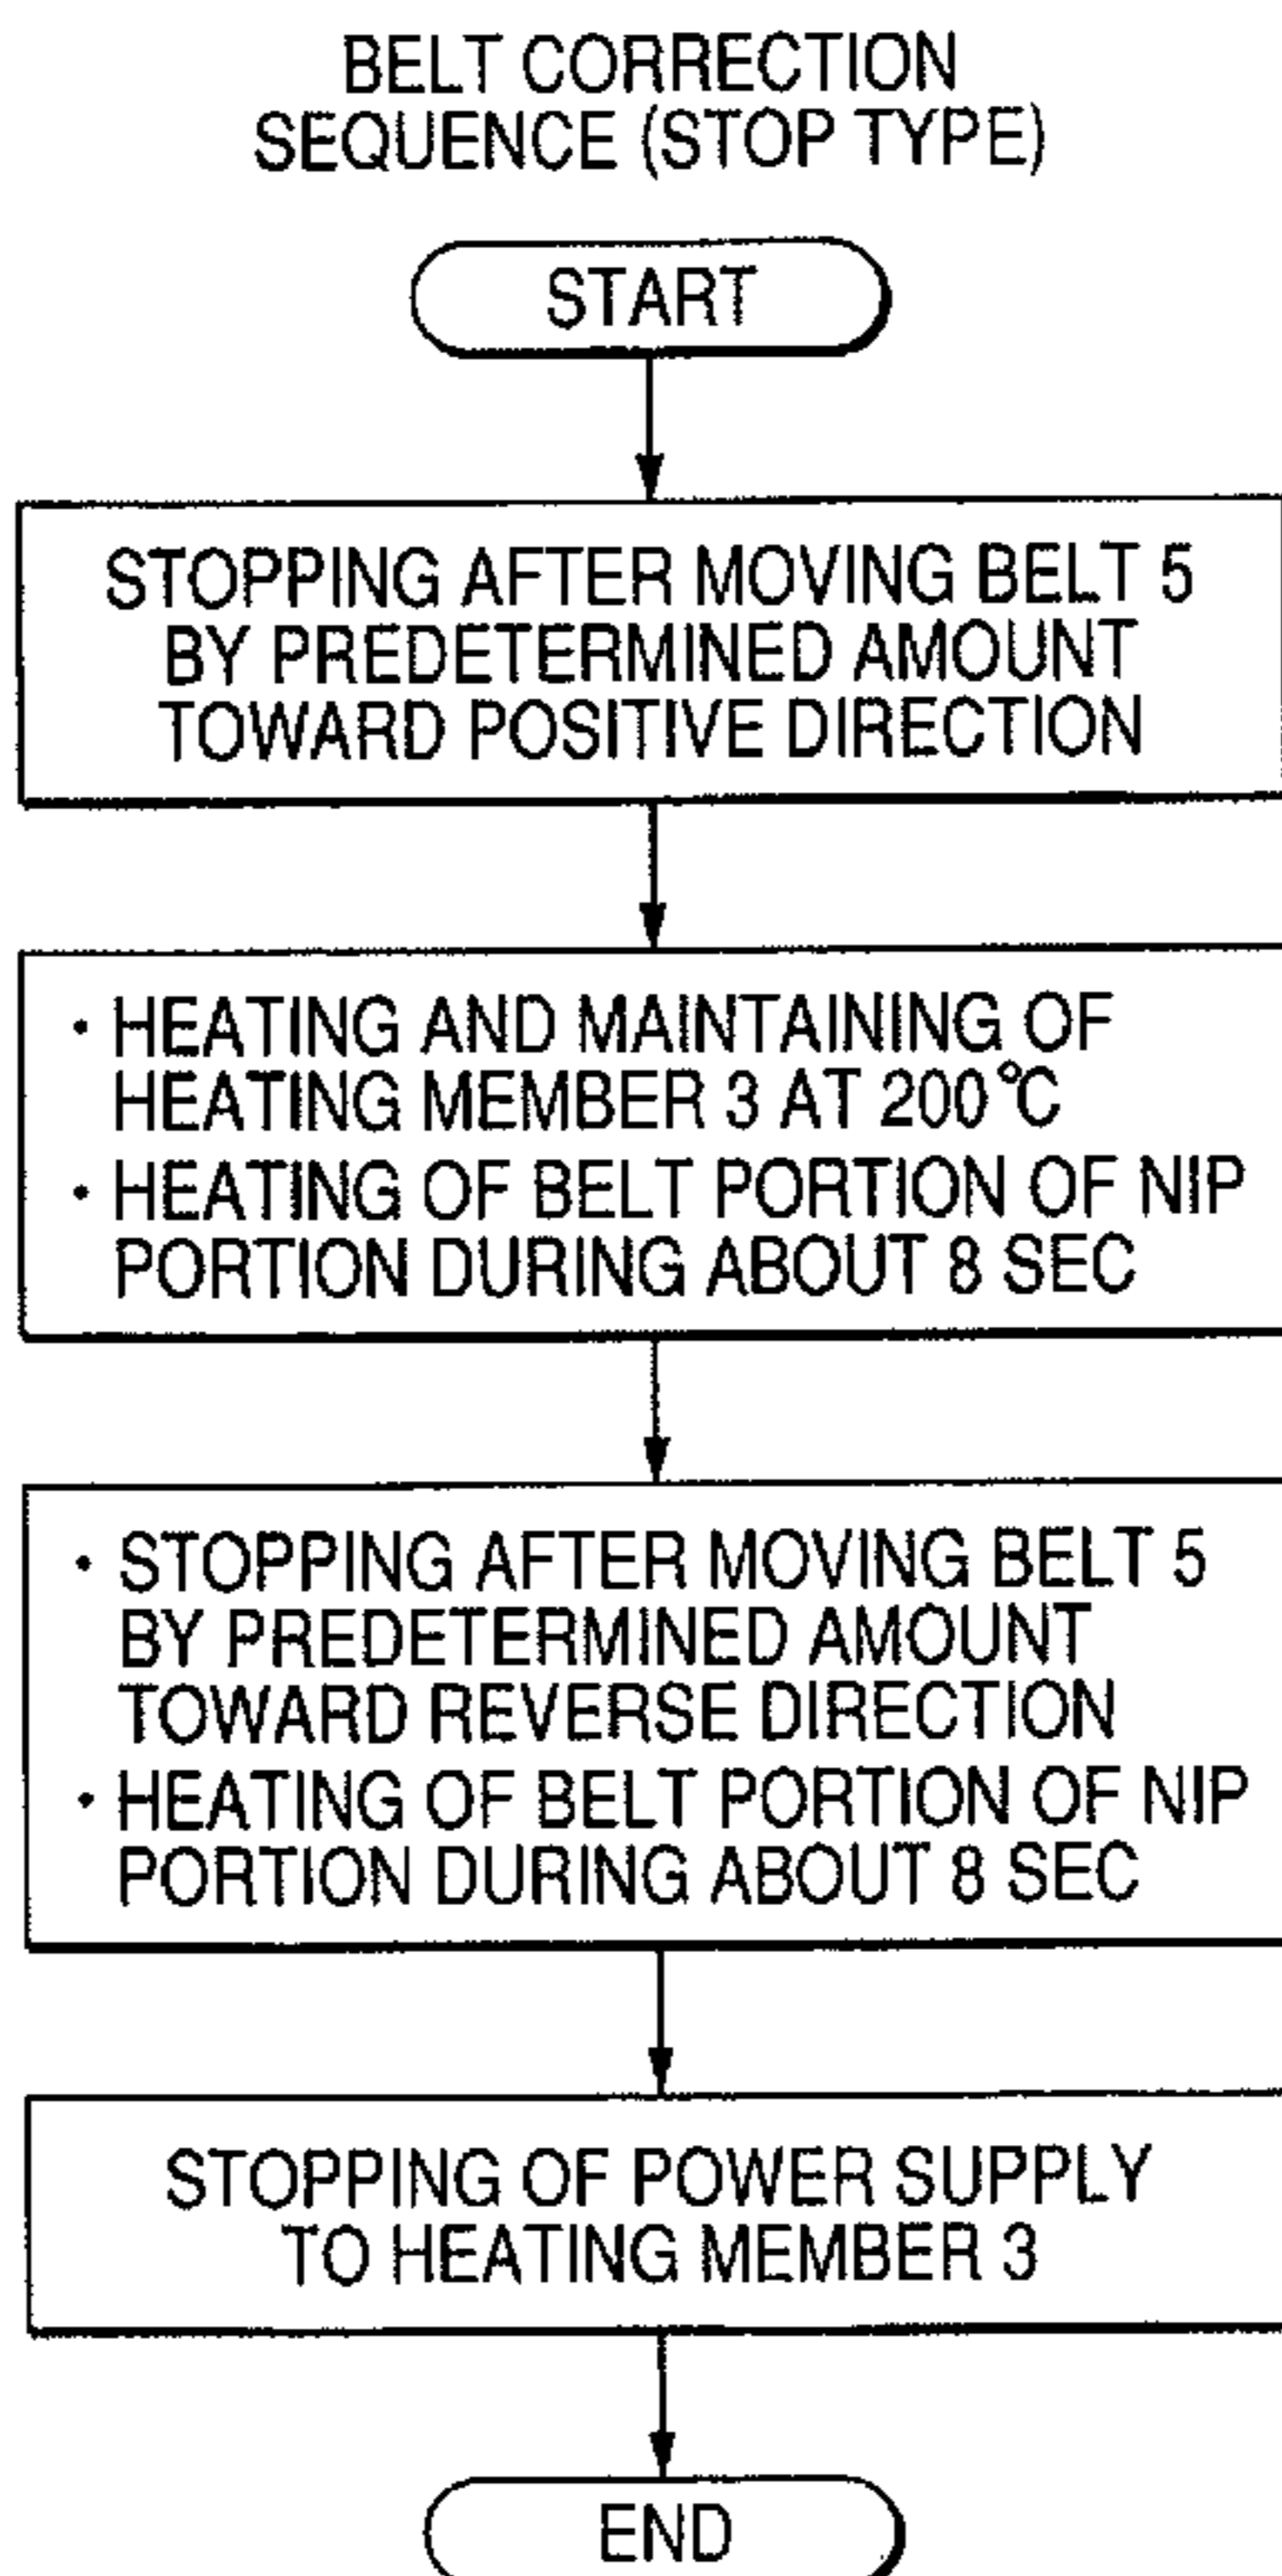 BELT CORRECTION
SEQUENCE (STOP TYPE)
START
STOPPING AFTER MOVING BELT 5
BY PREDETERMINED AMOUNT
TOWARD POSITIVE DIRECTION
• HEATING AND MAINTAINING OF
HEATING MEMBER 3 AT 200°C
• HEATING OF BELT PORTION OF NIP
PORTION DURING ABOUT 8 SEC
• STOPPING AFTER MOVING BELT 5
BY PREDETERMINED AMOUNT
TOWARD REVERSE DIRECTION
• HEATING OF BELT PORTION OF NIP
PORTION DURING ABOUT 8 SEC
STOPPING OF POWER SUPPLY
TO HEATING MEMBER 3
END